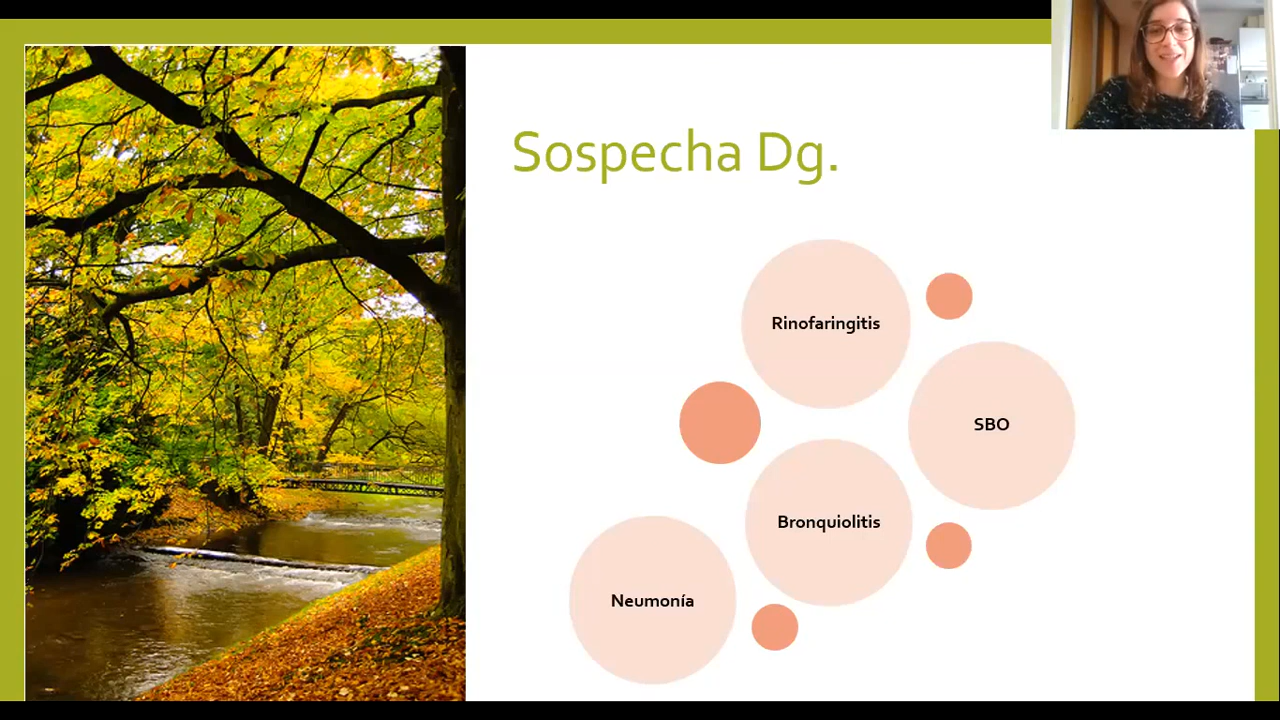 Sospecha Dg.
Rinofaringitis
SBO
Bronquiolitis
Neumonía